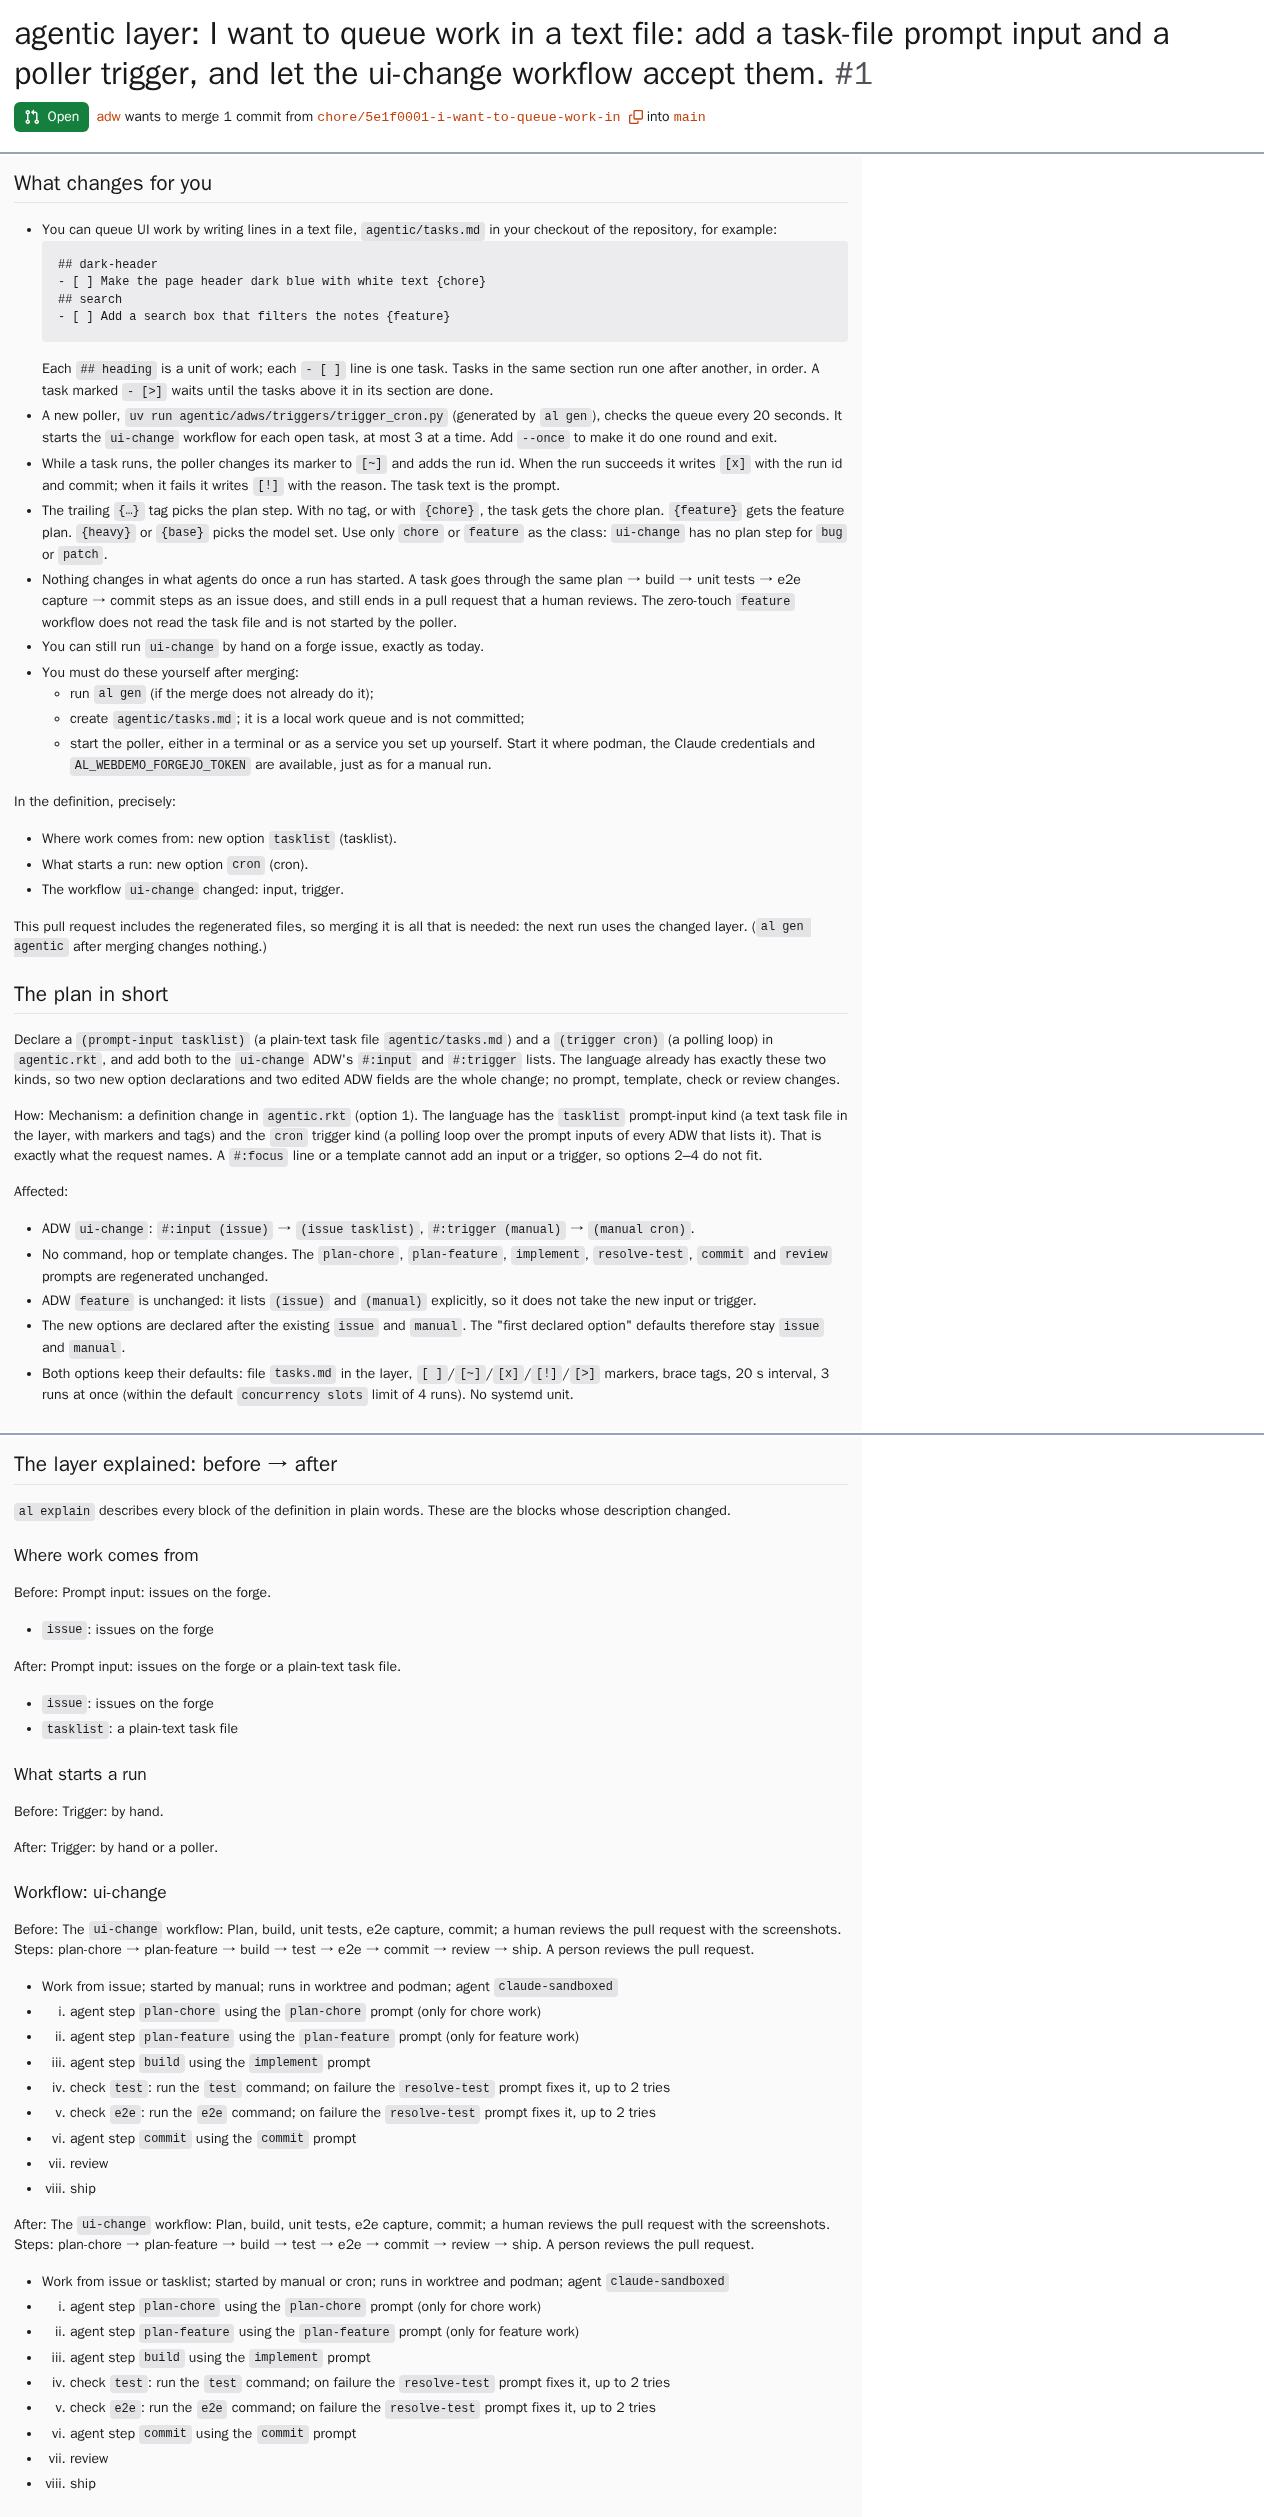 agentic layer: I want to queue work in a text file: add a task-file prompt input and a
poller trigger, and let the ui-change workflow accept them. #1
Open adw wants to merge 1 commit from chore/5e1f0001-i-want-to-queue-work-in into main
What changes for you
• You can queue UI work by writing lines in a text file, agentic/tasks.md in your checkout of the repository, for example:
## dark-header
- [ ] Make the page header dark blue with white text {chore}
## search
- [ ] Add a search box that filters the notes {feature}
Each ## heading is a unit of work; each - [ ] line is one task. Tasks in the same section run one after another, in order. A
task marked - [>] waits until the tasks above it in its section are done.
• A new poller, uv run agentic/adws/triggers/trigger_cron.py (generated by al gen), checks the queue every 20 seconds. It
starts the ui-change workflow for each open task, at most 3 at a time. Add --once to make it do one round and exit.
• While a task runs, the poller changes its marker to [~] and adds the run id. When the run succeeds it writes [x] with the run id
and commit; when it fails it writes [!] with the reason. The task text is the prompt.
• The trailing {…} tag picks the plan step. With no tag, or with {chore}, the task gets the chore plan. {feature} gets the feature
plan. {heavy} or {base} picks the model set. Use only chore or feature as the class: ui-change has no plan step for bug
or patch.
• Nothing changes in what agents do once a run has started. A task goes through the same plan → build → unit tests → e2e
capture → commit steps as an issue does, and still ends in a pull request that a human reviews. The zero-touch feature
workflow does not read the task file and is not started by the poller.
• You can still run ui-change by hand on a forge issue, exactly as today.
• You must do these yourself after merging:
◦ run al gen (if the merge does not already do it);
◦ create agentic/tasks.md; it is a local work queue and is not committed;
◦ start the poller, either in a terminal or as a service you set up yourself. Start it where podman, the Claude credentials and
AL_WEBDEMO_FORGEJO_TOKEN are available, just as for a manual run.
In the definition, precisely:
• Where work comes from: new option tasklist (tasklist).
• What starts a run: new option cron (cron).
• The workflow ui-change changed: input, trigger.
This pull request includes the regenerated files, so merging it is all that is needed: the next run uses the changed layer. (al gen
agentic after merging changes nothing.)
The plan in short
Declare a (prompt-input tasklist) (a plain-text task file agentic/tasks.md) and a (trigger cron) (a polling loop) in
agentic.rkt, and add both to the ui-change ADW's #:input and #:trigger lists. The language already has exactly these two
kinds, so two new option declarations and two edited ADW fields are the whole change; no prompt, template, check or review changes.
How: Mechanism: a definition change in agentic.rkt (option 1). The language has the tasklist prompt-input kind (a text task file in
the layer, with markers and tags) and the cron trigger kind (a polling loop over the prompt inputs of every ADW that lists it). That is
exactly what the request names. A #:focus line or a template cannot add an input or a trigger, so options 2–4 do not fit.
Affected:
• ADW ui-change: #:input (issue) → (issue tasklist), #:trigger (manual) → (manual cron).
• No command, hop or template changes. The plan-chore, plan-feature, implement, resolve-test, commit and review
prompts are regenerated unchanged.
• ADW feature is unchanged: it lists (issue) and (manual) explicitly, so it does not take the new input or trigger.
• The new options are declared after the existing issue and manual. The "first declared option" defaults therefore stay issue
and manual.
• Both options keep their defaults: file tasks.md in the layer, [ ]/[~]/[x]/[!]/[>] markers, brace tags, 20 s interval, 3
runs at once (within the default concurrency slots limit of 4 runs). No systemd unit.
The layer explained: before → after
al explain describes every block of the definition in plain words. These are the blocks whose description changed.
Where work comes from
Before: Prompt input: issues on the forge.
• issue: issues on the forge
After: Prompt input: issues on the forge or a plain-text task file.
• issue: issues on the forge
• tasklist: a plain-text task file
What starts a run
Before: Trigger: by hand.
After: Trigger: by hand or a poller.
Workflow: ui-change
Before: The ui-change workflow: Plan, build, unit tests, e2e capture, commit; a human reviews the pull request with the screenshots.
Steps: plan-chore → plan-feature → build → test → e2e → commit → review → ship. A person reviews the pull request.
• Work from issue; started by manual; runs in worktree and podman; agent claude-sandboxed
• i. agent step plan-chore using the plan-chore prompt (only for chore work)
• ii. agent step plan-feature using the plan-feature prompt (only for feature work)
• iii. agent step build using the implement prompt
• iv. check test: run the test command; on failure the resolve-test prompt fixes it, up to 2 tries
• v. check e2e: run the e2e command; on failure the resolve-test prompt fixes it, up to 2 tries
• vi. agent step commit using the commit prompt
• vii. review
• viii. ship
After: The ui-change workflow: Plan, build, unit tests, e2e capture, commit; a human reviews the pull request with the screenshots.
Steps: plan-chore → plan-feature → build → test → e2e → commit → review → ship. A person reviews the pull request.
• Work from issue or tasklist; started by manual or cron; runs in worktree and podman; agent claude-sandboxed
• i. agent step plan-chore using the plan-chore prompt (only for chore work)
• ii. agent step plan-feature using the plan-feature prompt (only for feature work)
• iii. agent step build using the implement prompt
• iv. check test: run the test command; on failure the resolve-test prompt fixes it, up to 2 tries
• v. check e2e: run the e2e command; on failure the resolve-test prompt fixes it, up to 2 tries
• vi. agent step commit using the commit prompt
• vii. review
• viii. ship